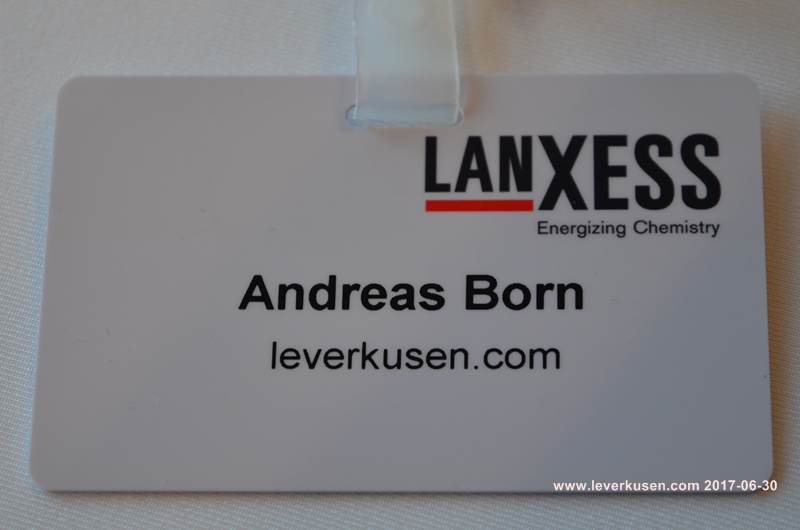 LANXESS
Energizing Chemistry
Andreas Born
leverkusen.com
www.leverkusen.com 2017-06-30